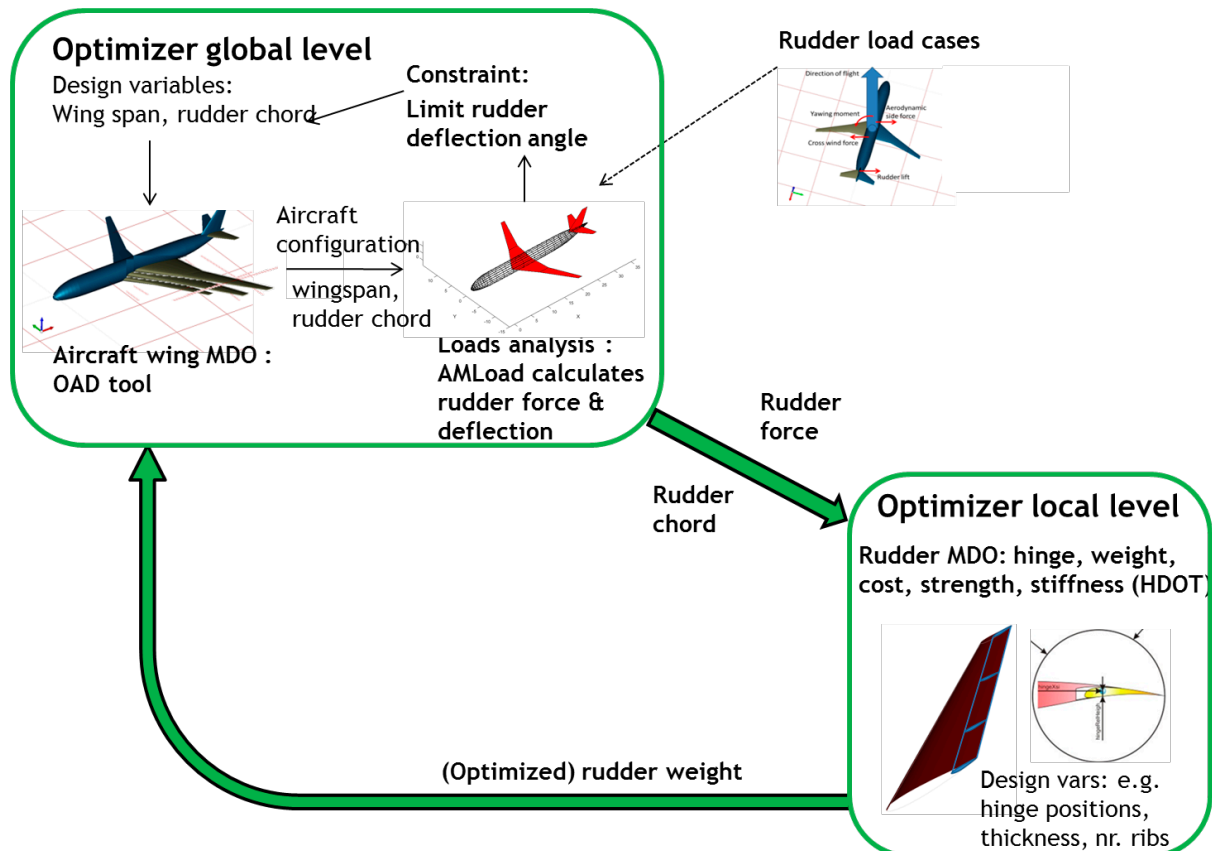 Optimizer global level
Design variables:
Wing span, rudder chord
Constraint:
Limit rudder
deflection angle
Rudder load cases
Direction of flight
Yawing moment
Aerodynamic
side force
Cross wind force
Rudder lift
Aircraft
configuration
wingspan,
rudder chord
Aircraft wing MDO :
OAD tool
Loads analysis :
AMLoad calculates
rudder force &
deflection
Rudder
force
Rudder
chord
Optimizer local level
Rudder MDO: hinge, weight,
cost, strength, stiffness (HDOT)
Design vars: e.g.
hinge positions,
thickness, nr. ribs
(Optimized) rudder weight